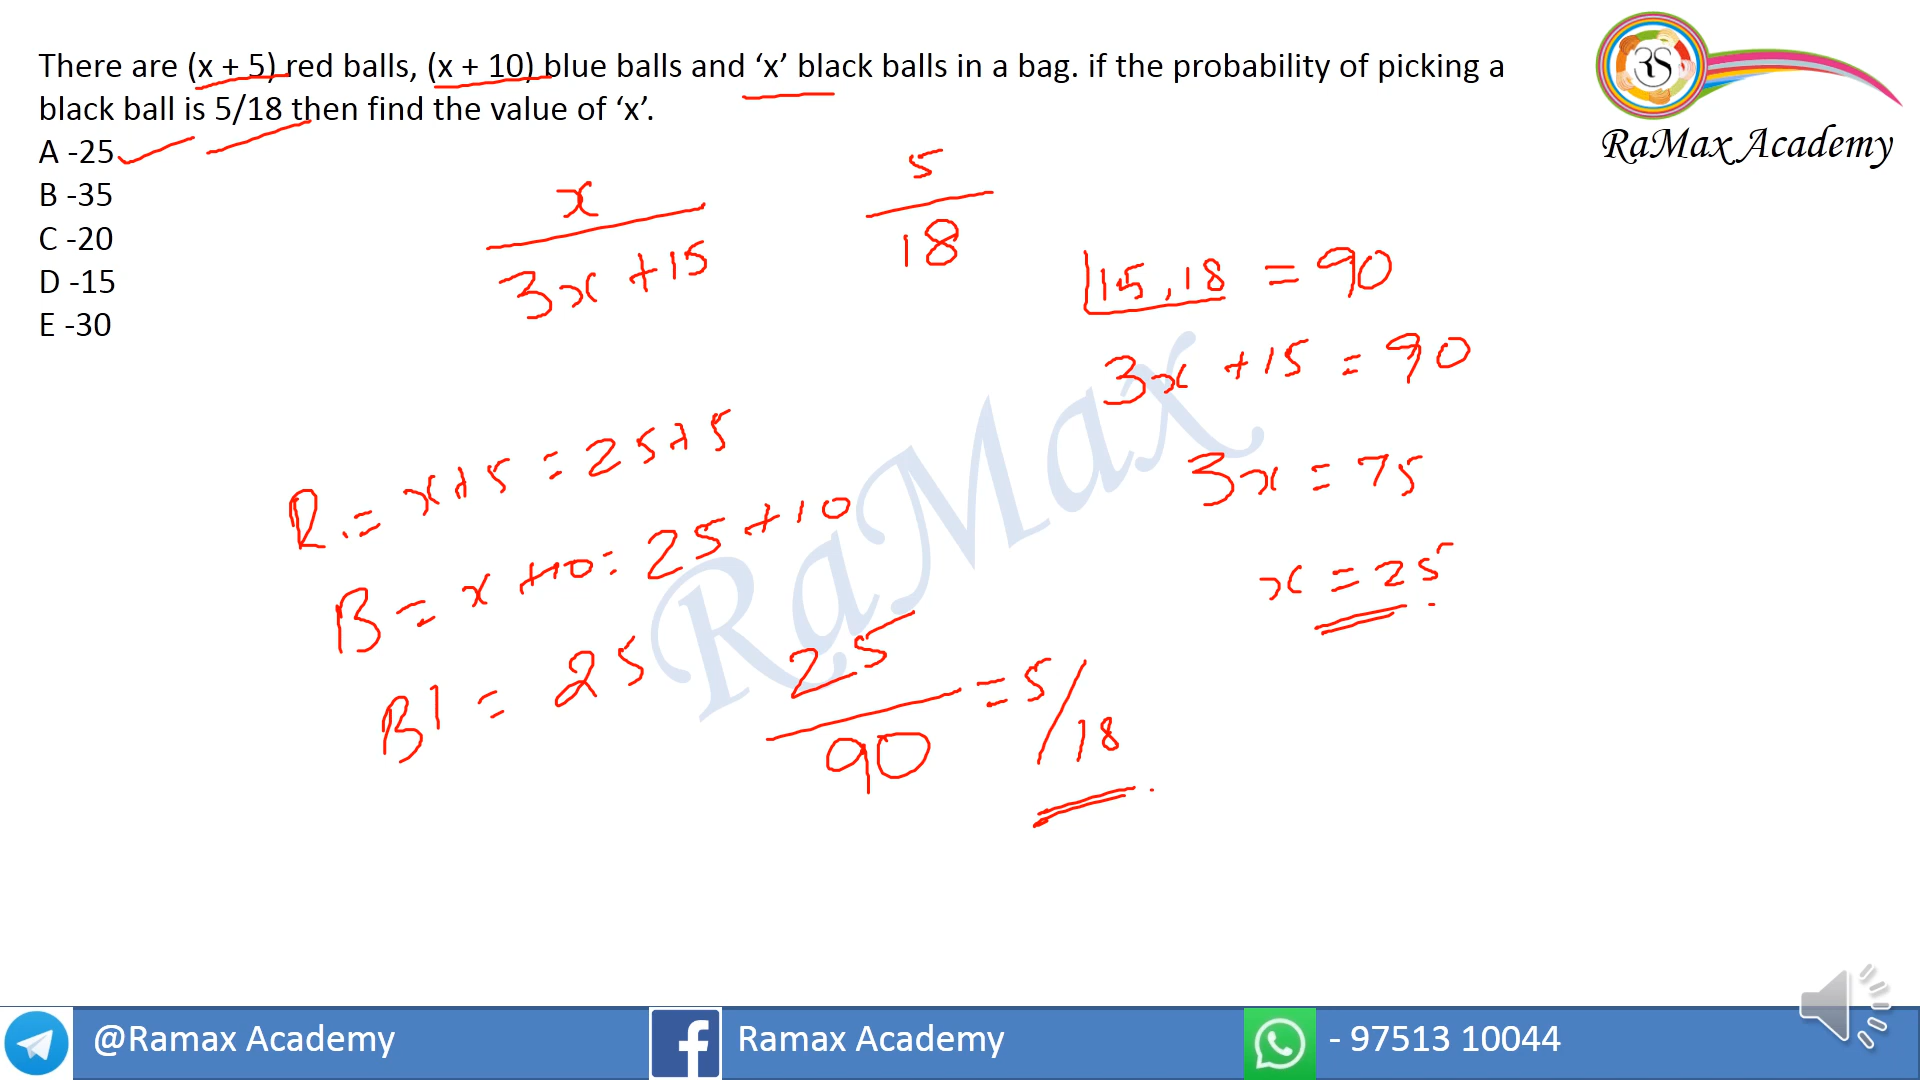 There are (x + 5) red balls, (x + 10) blue balls and ‘x’ black balls in a bag. if the probability of picking a
black ball is 5/18 then find the value of ‘x’.
A -25
B -35
C -20
D -15
E -30
RS
RaMax Academy
x
3x + 15
5
18
15, 18 = 90
3x + 15 = 90
3x = 75
x = 25
R = x + 5 = 25 + 5
B = x + 10 = 25 + 10
Bl = 25
25
90
= 5/18
RaMax
@Ramax Academy
f
Ramax Academy
- 97513 10044